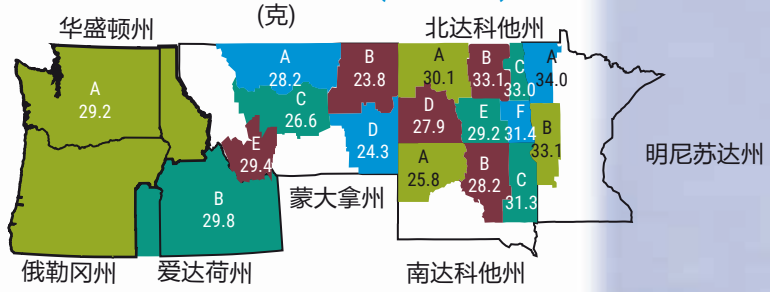 (克)
华盛顿州
北达科他州
A
29.2
A
28.2
B
23.8
C
26.6
D
24.3
E
29.4
A
30.1
B
33.1
C
33.0
D
27.9
E
29.2
F
31.4
A
34.0
B
33.1
A
25.8
B
28.2
C
31.3
B
29.8
明尼苏达州
蒙大拿州
俄勒冈州
爱达荷州
南达科他州